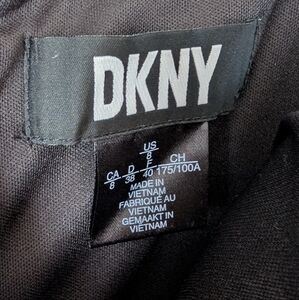 DKNY
US
8
CA D F CH
8 38 40 175/100A
MADE IN
VIETNAM
FABRIQUÉ AU
VIETNAM
GEMAAKT IN
VIETNAM